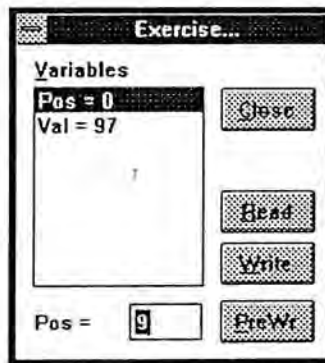 Exercise...
Variables
Pos = 0
Val = 97
Close
Read
Write
Pos = 9
PreWr